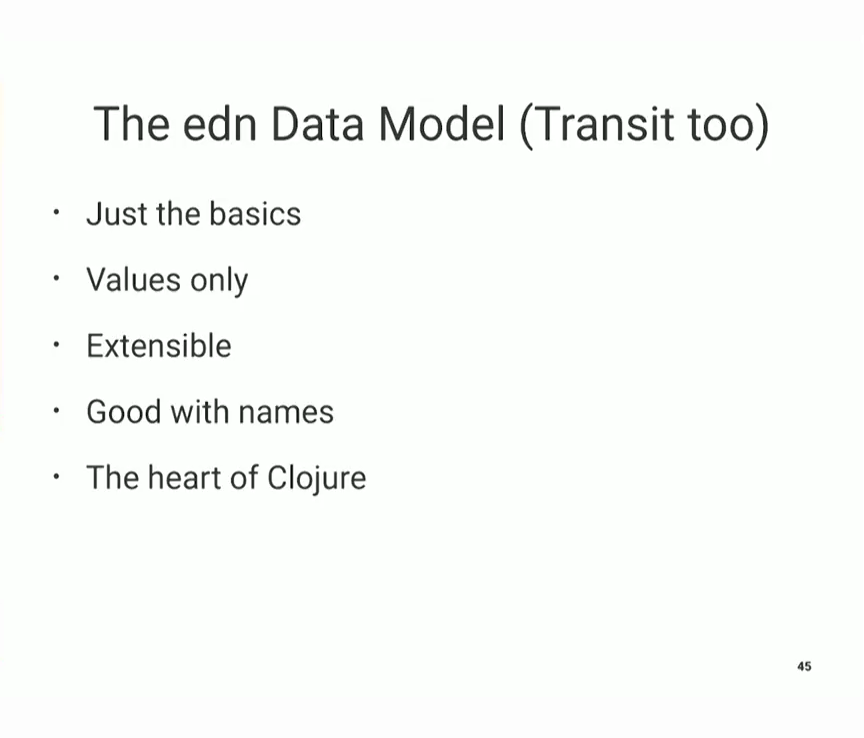 The edn Data Model (Transit too)
• Just the basics
• Values only
• Extensible
• Good with names
• The heart of Clojure
45